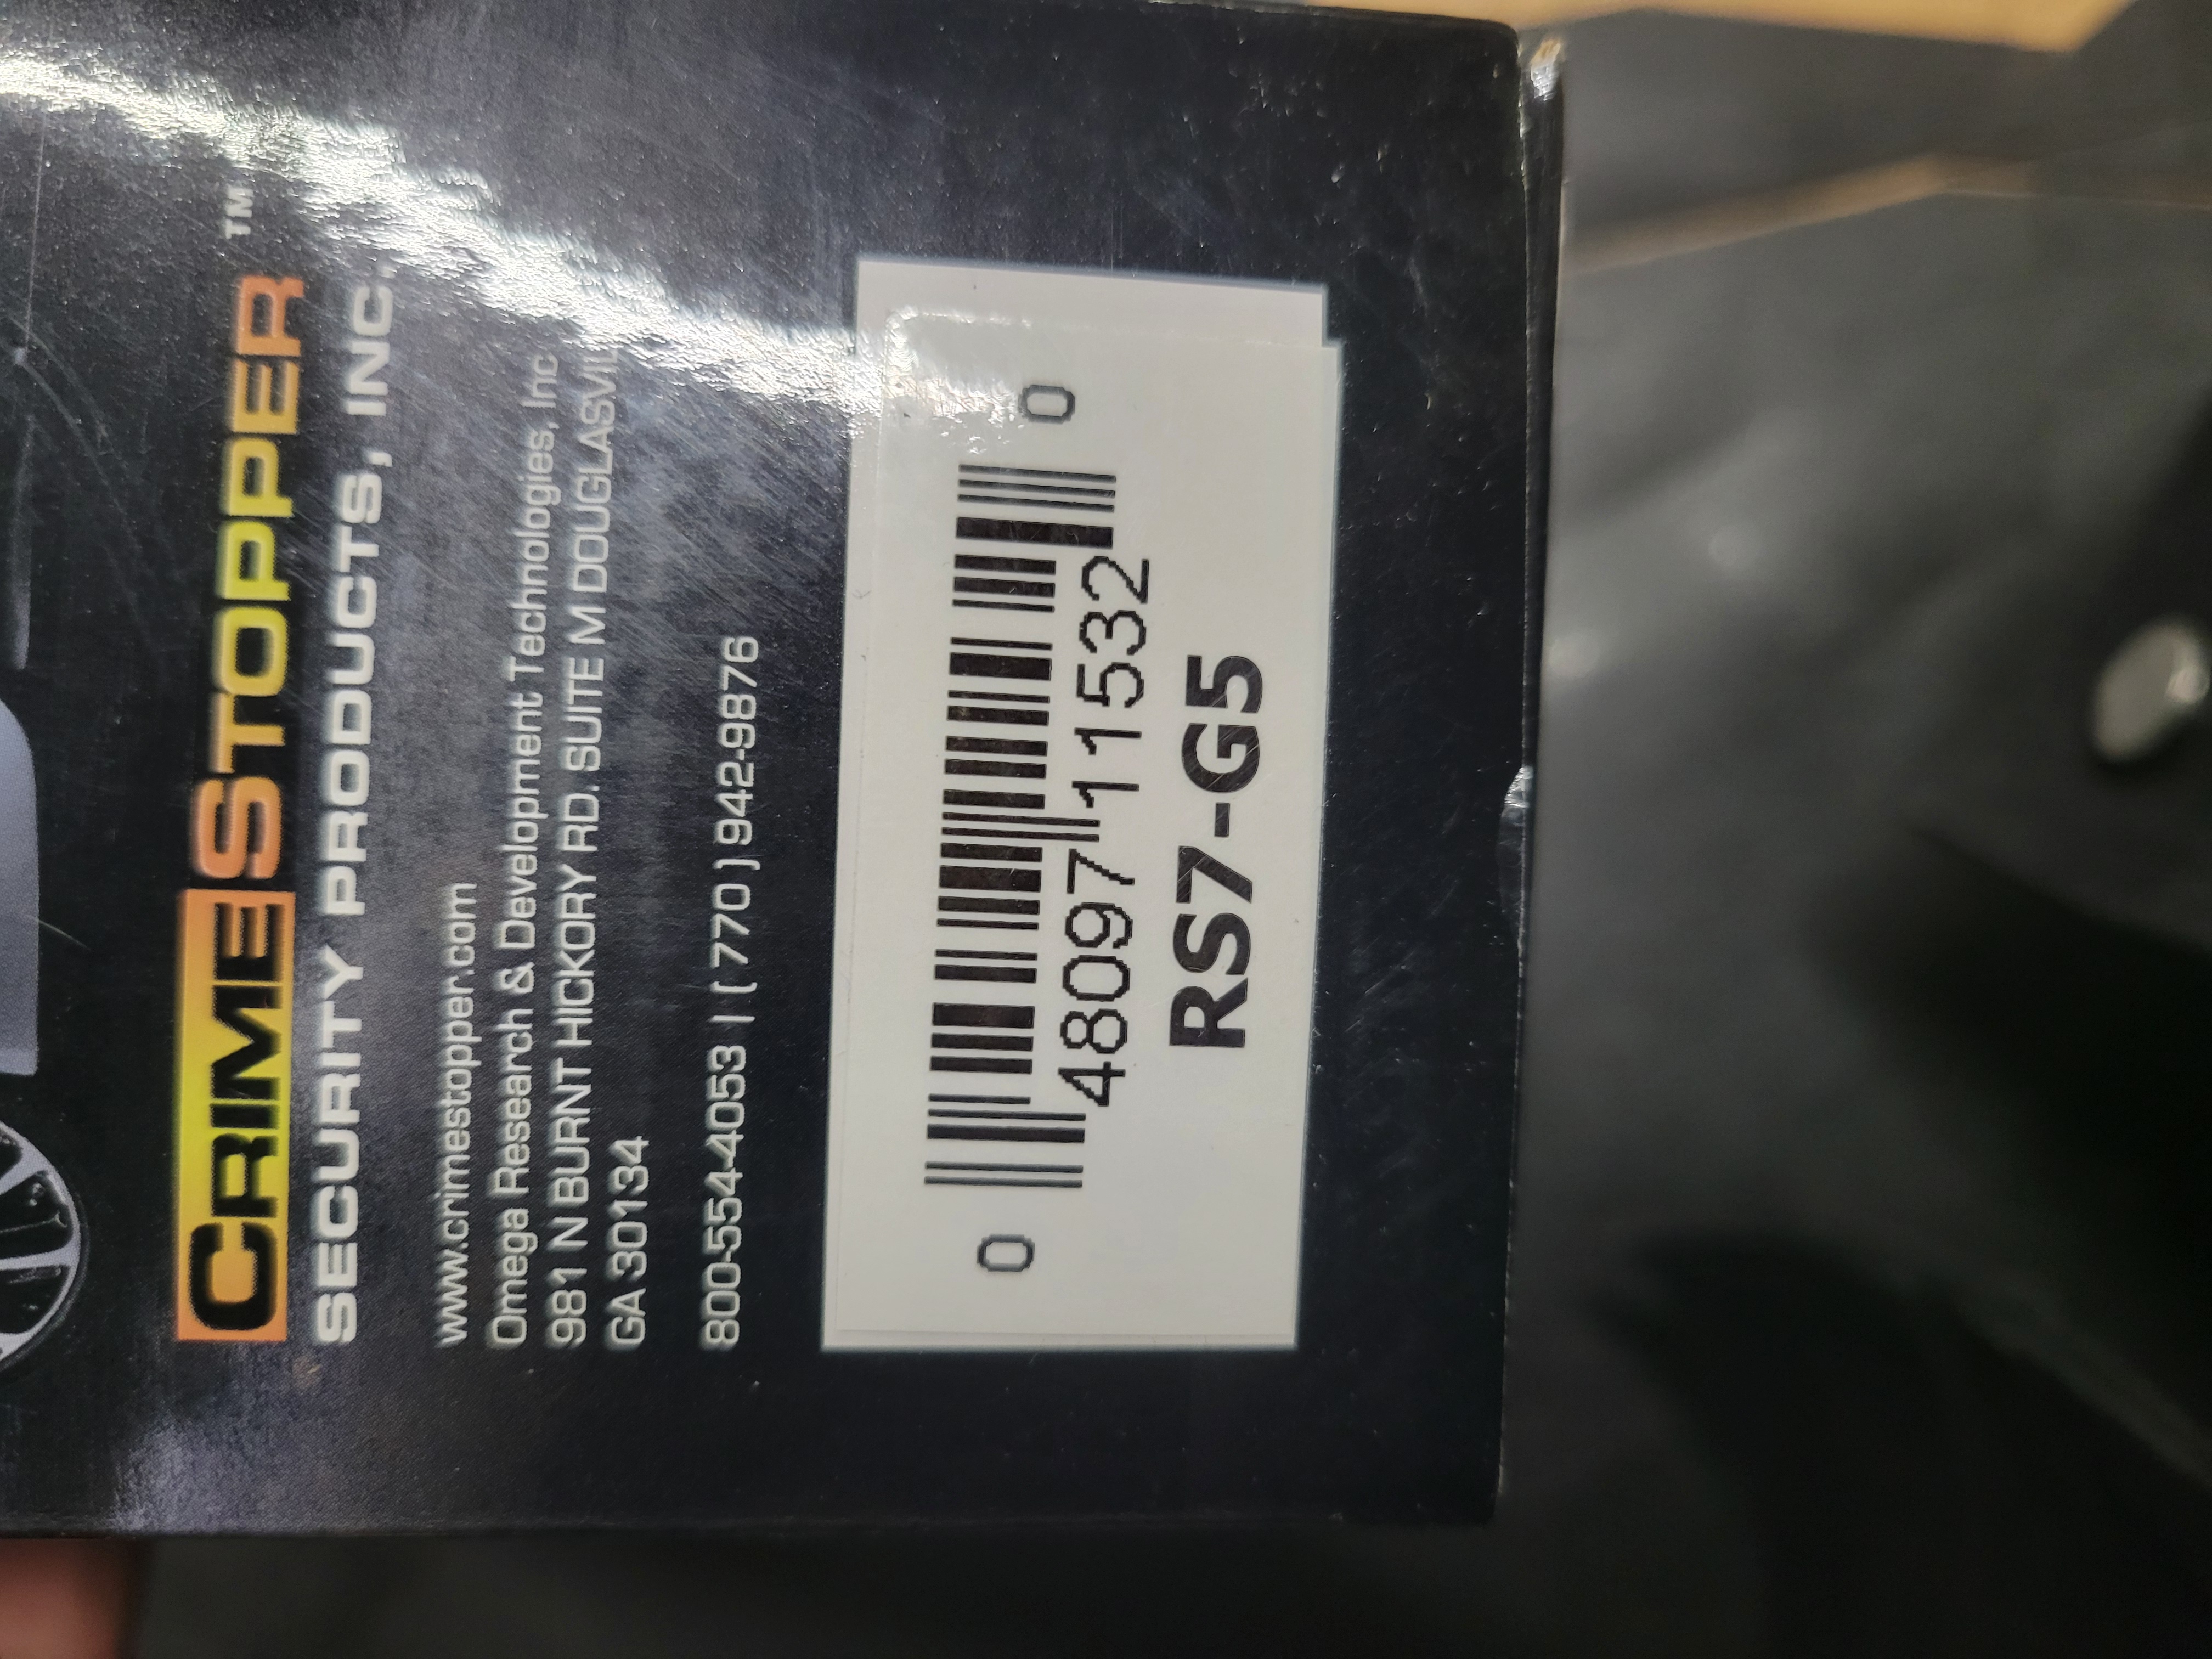 CRIMESTOPPER™
SECURITY PRODUCTS, INC.
www.crimestopper.com
Omega Research & Development Technologies, Inc
981 N BURNT HICKORY RD. SUITE M DOUGLASVIL
GA 30134
800-554-4053 | (770) 942-9876
0 48097 11532 0
RS7-G5